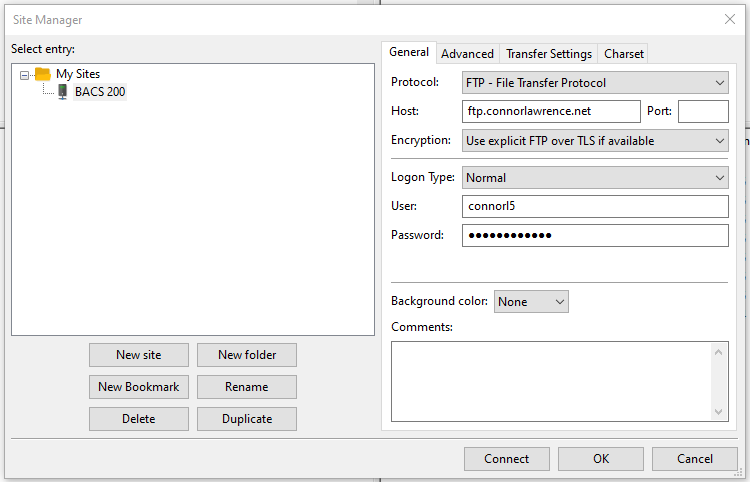 Site Manager
Select entry:
My Sites
BACS 200
New site
New folder
New Bookmark
Rename
Delete
Duplicate
General
Advanced
Transfer Settings
Charset
Protocol:
FTP - File Transfer Protocol
Host:
ftp.connorlawrence.net
Port:
Encryption:
Use explicit FTP over TLS if available
Logon Type:
Normal
User:
connorl5
Password:
●●●●●●●●●●●●
Background color:
None
Comments:
Connect
OK
Cancel